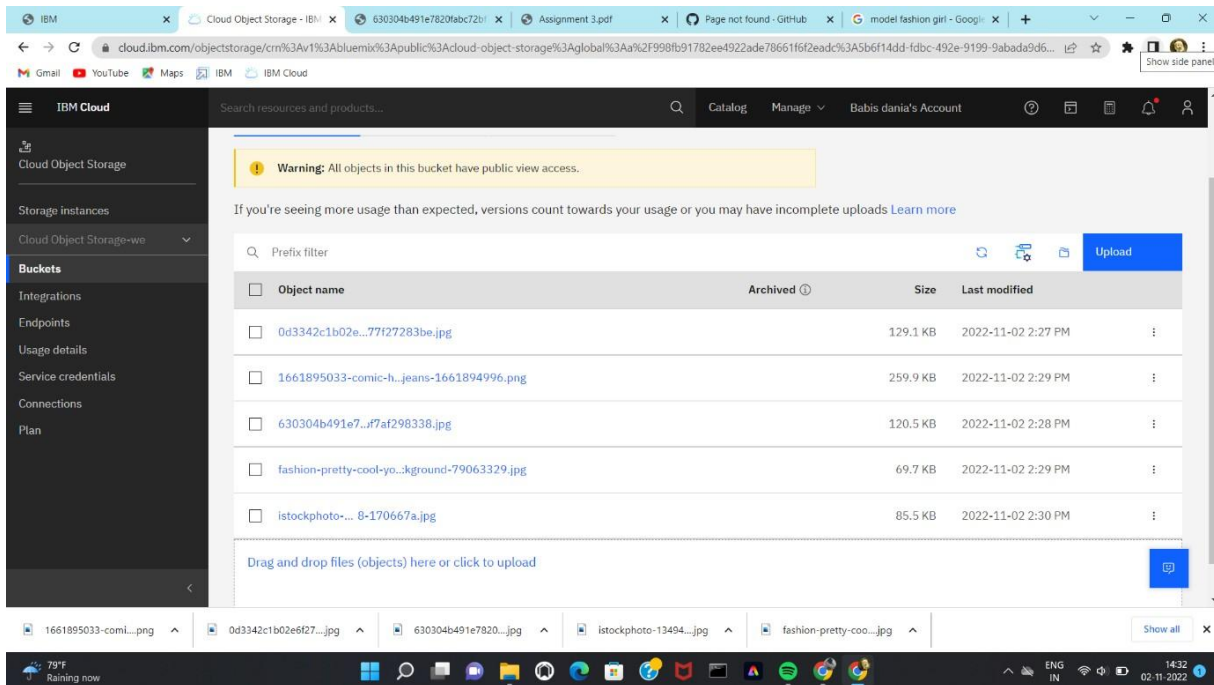 IBM
Cloud Object Storage - IBM
630304b491e7820fabc72b
Assignment 3.pdf
Page not found · GitHub
model fashion girl - Google
cloud.ibm.com/objectstorage/crn%3Av1%3Abluemix%3Apublic%3Acloud-object-storage%3Aglobal%3Aa%2F998fb91782ee4922ade78661f6f2eadc%3A5b6f14dd-fdbc-492e-9199-9abada9d6...
Show side panel
Gmail
YouTube
Maps
IBM
IBM Cloud
IBM Cloud
Search resources and products...
Catalog
Manage
Babis dania's Account
Cloud Object Storage
Storage instances
Cloud Object Storage-we
Buckets
Integrations
Endpoints
Usage details
Service credentials
Connections
Plan
Warning: All objects in this bucket have public view access.
If you're seeing more usage than expected, versions count towards your usage or you may have incomplete uploads Learn more
Prefix filter
Upload
Object name Archived Size Last modified
0d3342c1b02e...77f27283be.jpg 129.1 KB 2022-11-02 2:27 PM
1661895033-comic-h...jeans-1661894996.png 259.9 KB 2022-11-02 2:29 PM
630304b491e7...f7af298338.jpg 120.5 KB 2022-11-02 2:28 PM
fashion-pretty-cool-yo...kground-79063329.jpg 69.7 KB 2022-11-02 2:29 PM
istockphoto-... 8-170667a.jpg 85.5 KB 2022-11-02 2:30 PM
Drag and drop files (objects) here or click to upload
1661895033-comi....png
0d3342c1b02e6f27....jpg
630304b491e7820....jpg
istockphoto-13494....jpg
fashion-pretty-coo....jpg
Show all
79°F
Raining now
ENG
IN
14:32
02-11-2022
1